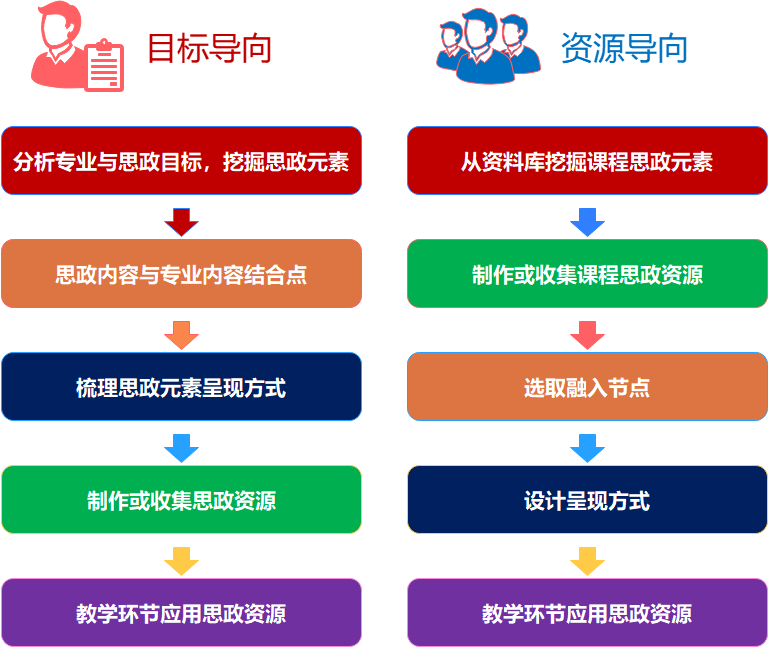 目标导向
分析专业与思政目标，挖掘思政元素
思政内容与专业内容结合点
梳理思政元素呈现方式
制作或收集思政资源
教学环节应用思政资源
资源导向
从资料库挖掘课程思政元素
制作或收集课程思政资源
选取融入节点
设计呈现方式
教学环节应用思政资源